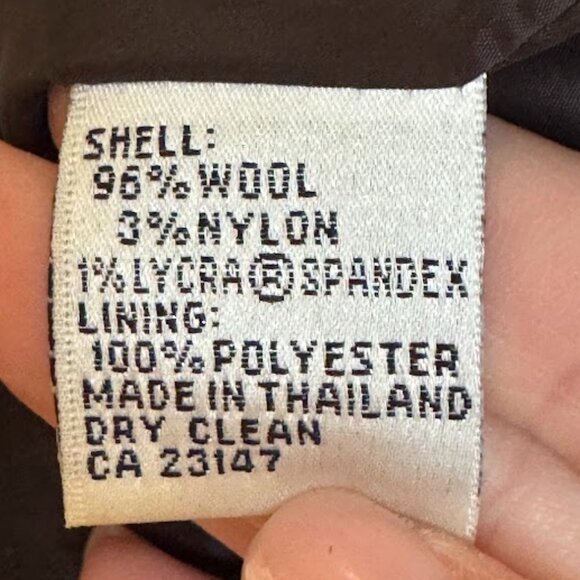 SHELL:
96% WOOL
3% NYLON
1% LYCRA® SPANDEX
LINING:
100% POLYESTER
MADE IN THAILAND
DRY CLEAN
CA 23147